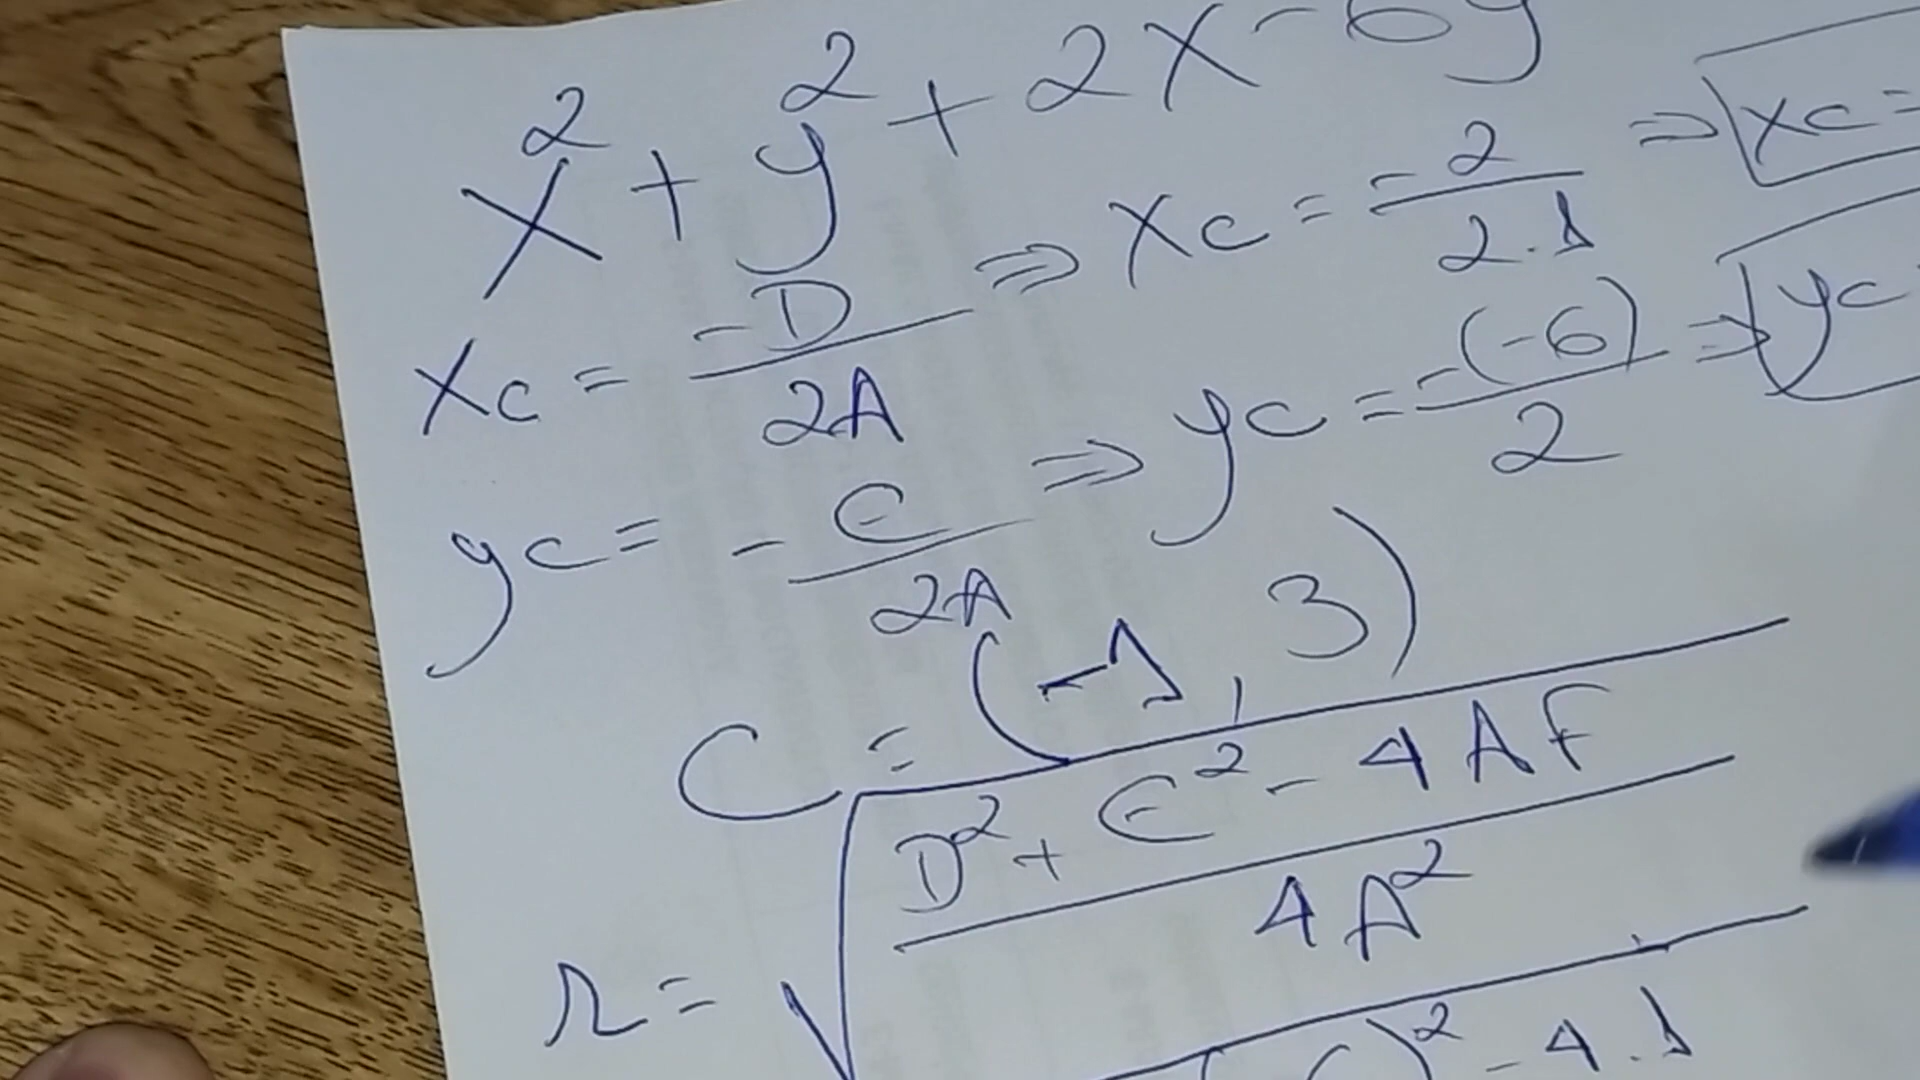 x² + y² + 2x - 6y
xc = -D / 2A ⇒ xc = -2 / 2.1 ⇒ xc =
yc = -E / 2A ⇒ yc = -(-6) / 2 ⇒ yc
C = (-1, 3)
r = √((D² + E² - 4AF) / 4A²)
)² - 4.1